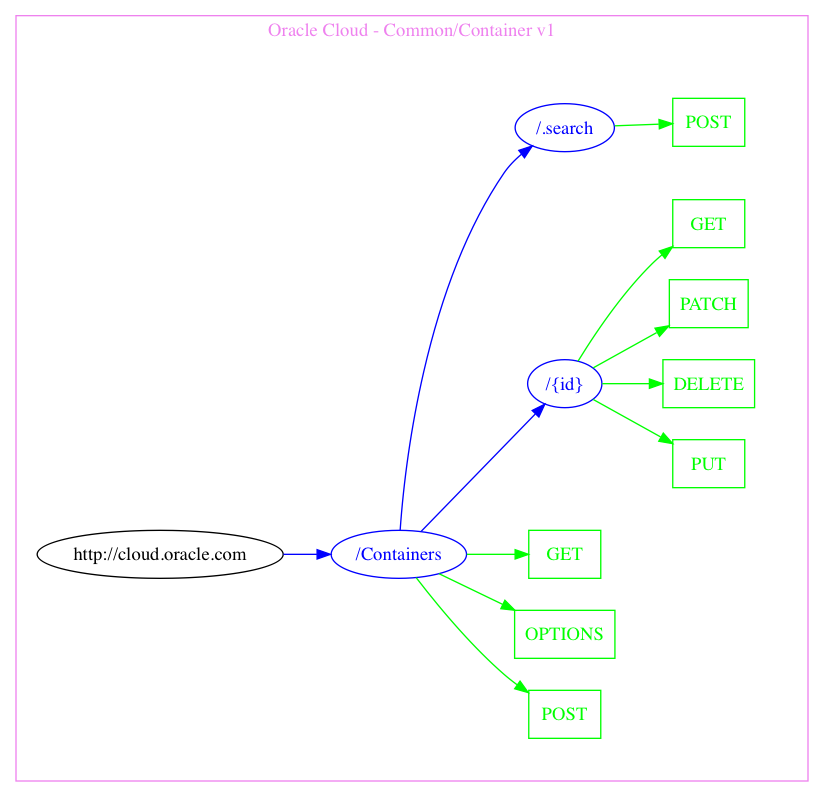 Oracle Cloud - Common/Container v1
/.search
POST
GET
PATCH
/{id}
DELETE
PUT
http://cloud.oracle.com
/Containers
GET
OPTIONS
POST